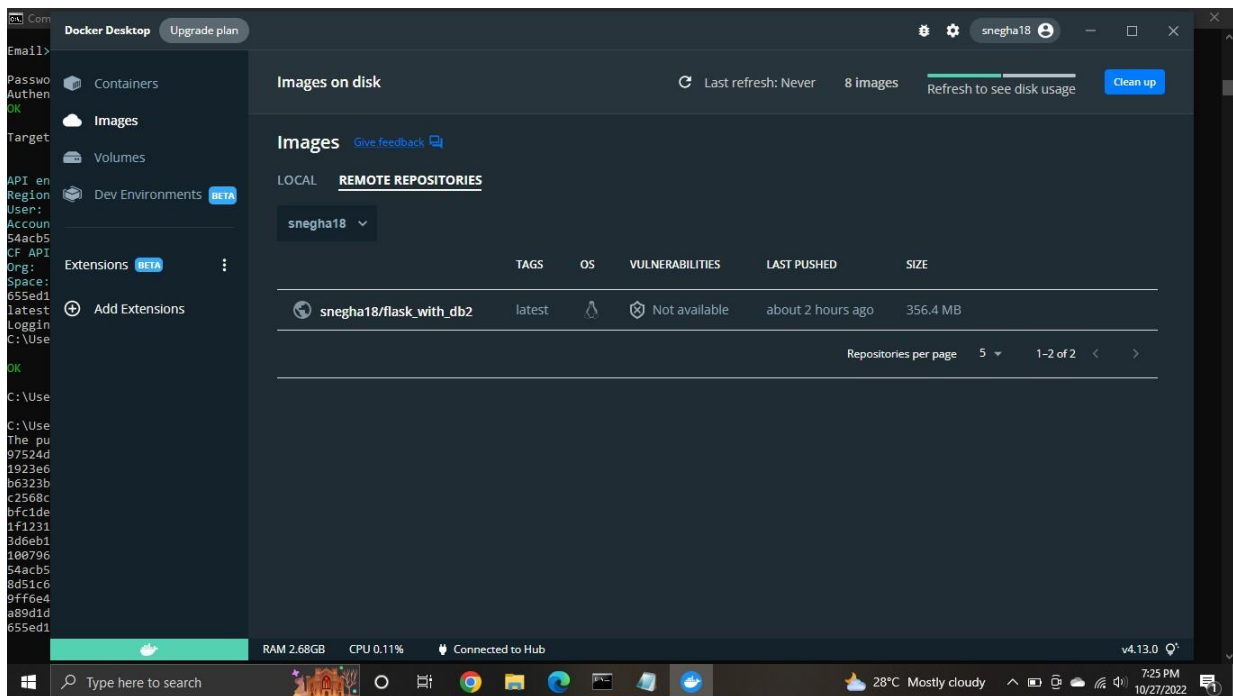 Com
Docker Desktop Upgrade plan snegha18
Email>
Passwo
Authen
OK
Target
API en
Region
User:
Accoun
54acb5
CF API
Org:
Space:
655ed1
latest
Loggin
C:\Use
OK
C:\Use
C:\Use
The pu
97524d
1923e6
b6323b
c2568c
bfc1de
1f1231
3d6eb1
100796
54acb5
8d51c6
9ff6e4
a89d1d
655ed1
Containers
Images
Volumes
Dev Environments BETA
Extensions BETA
Add Extensions
Images on disk Last refresh: Never 8 images Refresh to see disk usage Clean up
Images Give feedback
LOCAL REMOTE REPOSITORIES
snegha18
TAGS OS VULNERABILITIES LAST PUSHED SIZE
snegha18/flask_with_db2 latest Not available about 2 hours ago 356.4 MB
Repositories per page 5 1–2 of 2
RAM 2.68GB CPU 0.11% Connected to Hub v4.13.0
Type here to search 28°C Mostly cloudy 7:25 PM
10/27/2022